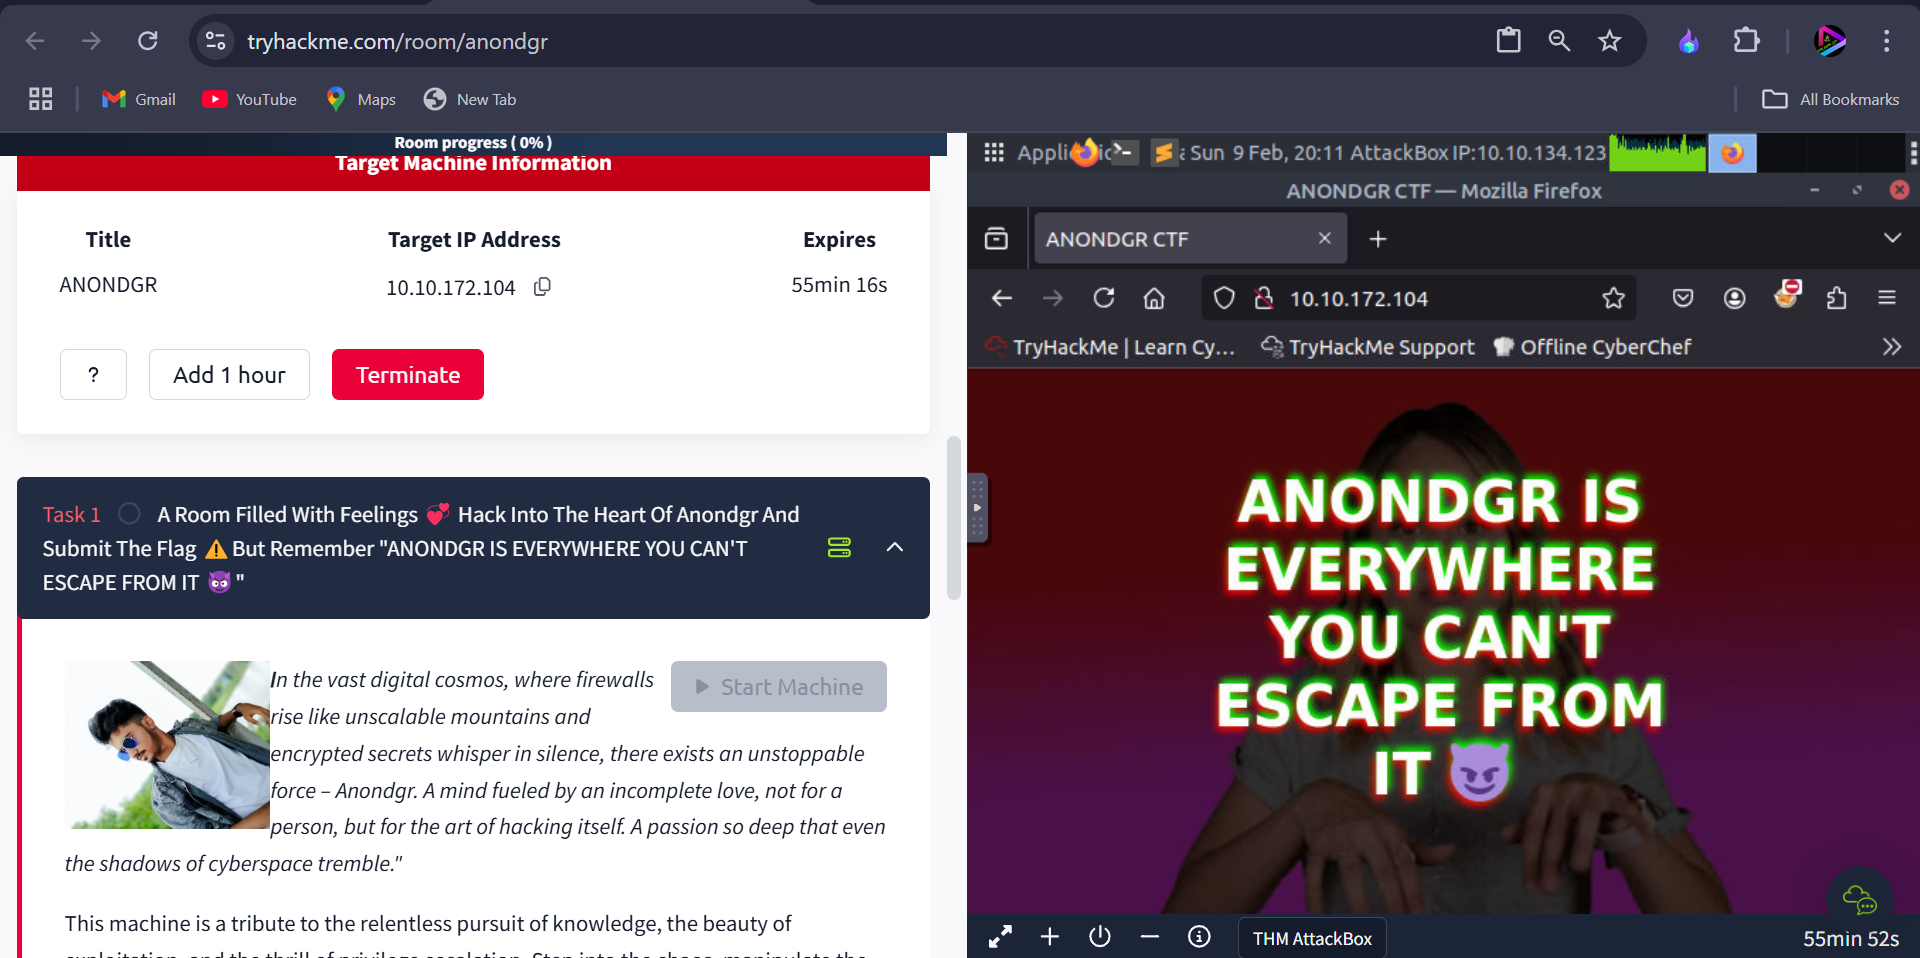 tryhackme.com/room/anondgr
Gmail
YouTube
Maps
New Tab
All Bookmarks
Room progress ( 0% )
Target Machine Information
Title
Target IP Address
Expires
ANONDGR
10.10.172.104
55min 16s
?
Add 1 hour
Terminate
Task 1
A Room Filled With Feelings 💞 Hack Into The Heart Of Anondgr And
Submit The Flag ⚠️ But Remember "ANONDGR IS EVERYWHERE YOU CAN'T
ESCAPE FROM IT 😈 "
Start Machine
In the vast digital cosmos, where firewalls
rise like unscalable mountains and
encrypted secrets whisper in silence, there exists an unstoppable
force – Anondgr. A mind fueled by an incomplete love, not for a
person, but for the art of hacking itself. A passion so deep that even
the shadows of cyberspace tremble."
This machine is a tribute to the relentless pursuit of knowledge, the beauty of
Sun 9 Feb, 20:11 AttackBox IP:10.10.134.123
ANONDGR CTF — Mozilla Firefox
ANONDGR CTF
10.10.172.104
TryHackMe | Learn Cy...
TryHackMe Support
Offline CyberChef
ANONDGR IS
EVERYWHERE
YOU CAN'T
ESCAPE FROM
IT 😈
THM AttackBox
55min 52s